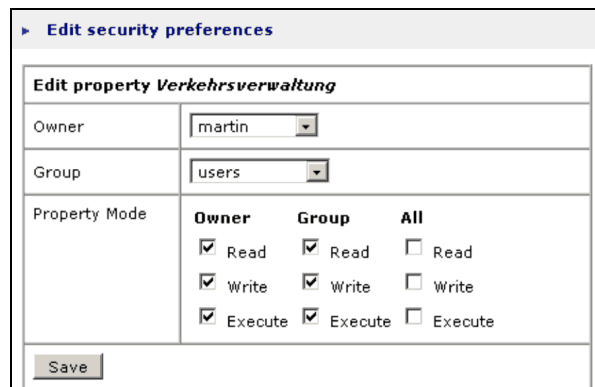 Edit security preferences
Edit property Verkehrsverwaltung
Owner martin
Group users
Property Mode Owner Group All
Read Read Read
Write Write Write
Execute Execute Execute
Save